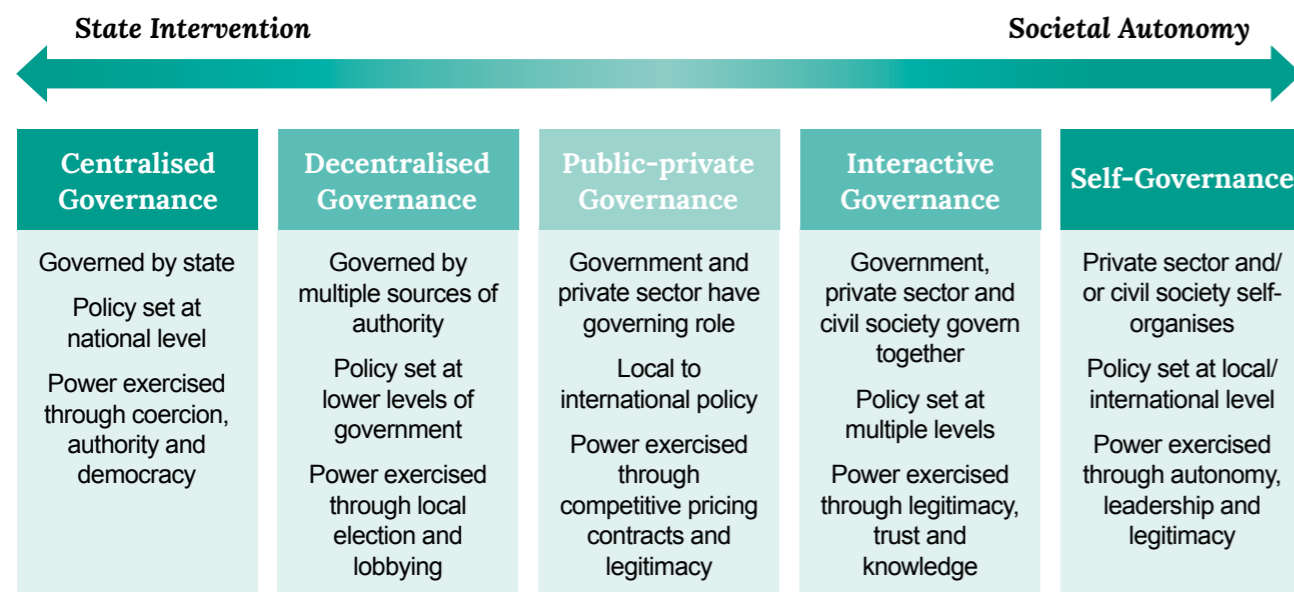 State Intervention
Societal Autonomy
Centralised
Governance
Governed by state
Policy set at
national level
Power exercised
through coercion,
authority and
democracy
Decentralised
Governance
Governed by
multiple sources of
authority
Policy set at
lower levels of
government
Power exercised
through local
election and
lobbying
Public-private
Governance
Government and
private sector have
governing role
Local to
international policy
Power exercised
through
competitive pricing
contracts and
legitimacy
Interactive
Governance
Government,
private sector and
civil society govern
together
Policy set at
multiple levels
Power exercised
through legitimacy,
trust and
knowledge
Self-Governance
Private sector and/
or civil society self-
organises
Policy set at local/
international level
Power exercised
through autonomy,
leadership and
legitimacy